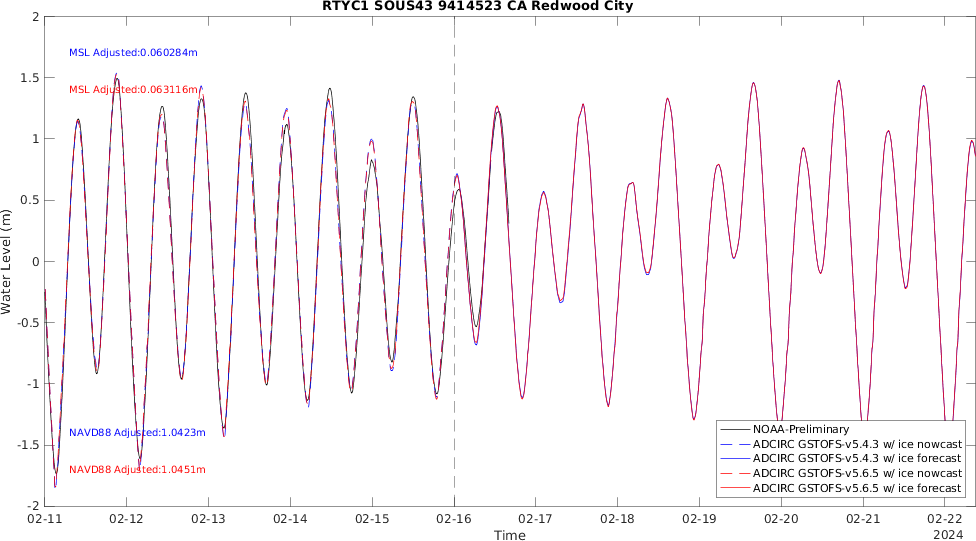 RTYC1 SOUS43 9414523 CA Redwood City
2
1.5
1
0.5
0
-0.5
-1
-1.5
-2
Water Level (m)
MSL Adjusted:0.060284m
MSL Adjusted:0.063116m
NAVD88 Adjusted:1.0423m
NAVD88 Adjusted:1.0451m
NOAA-Preliminary
ADCIRC GSTOFS-v5.4.3 w/ ice nowcast
ADCIRC GSTOFS-v5.4.3 w/ ice forecast
ADCIRC GSTOFS-v5.6.5 w/ ice nowcast
ADCIRC GSTOFS-v5.6.5 w/ ice forecast
02-11 02-12 02-13 02-14 02-15 02-16 02-17 02-18 02-19 02-20 02-21 02-22
2024
Time